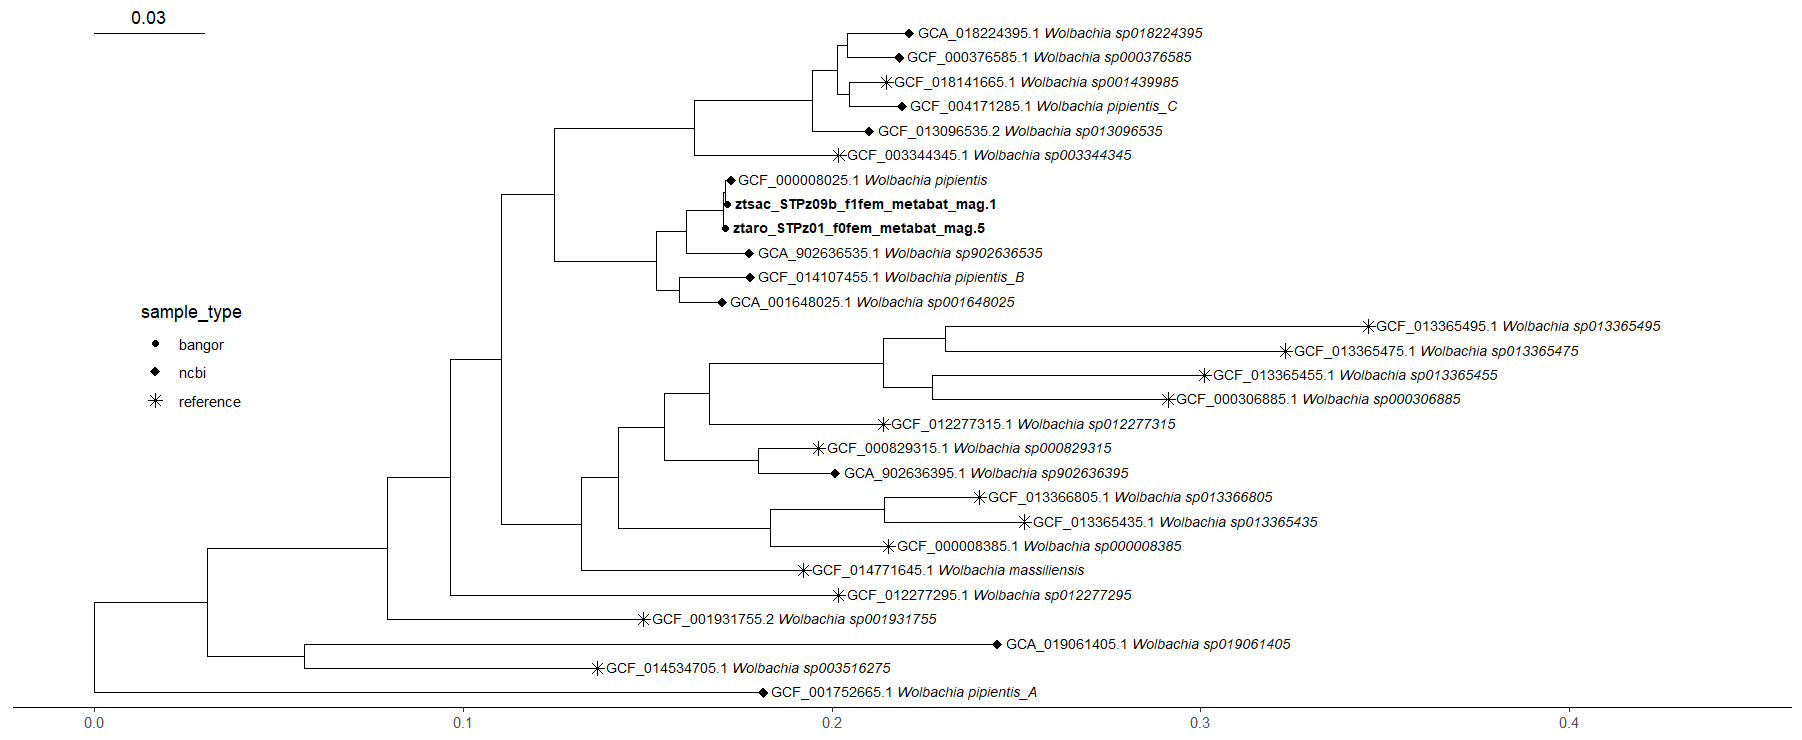 0.03
GCA_018224395.1 Wolbachia sp018224395
GCF_000376585.1 Wolbachia sp000376585
GCF_018141665.1 Wolbachia sp001439985
GCF_004171285.1 Wolbachia pipientis_C
GCF_013096535.2 Wolbachia sp013096535
GCF_003344345.1 Wolbachia sp003344345
GCF_000008025.1 Wolbachia pipientis
ztsac_STPz09b_f1fem_metabat_mag.1
ztaro_STPz01_f0fem_metabat_mag.5
GCA_902636535.1 Wolbachia sp902636535
GCF_014107455.1 Wolbachia pipientis_B
GCA_001648025.1 Wolbachia sp001648025
sample_type
bangor
ncbi
reference
GCF_013365495.1 Wolbachia sp013365495
GCF_013365475.1 Wolbachia sp013365475
GCF_013365455.1 Wolbachia sp013365455
GCF_000306885.1 Wolbachia sp000306885
GCF_012277315.1 Wolbachia sp012277315
GCF_000829315.1 Wolbachia sp000829315
GCA_902636395.1 Wolbachia sp902636395
GCF_013366805.1 Wolbachia sp013366805
GCF_013365435.1 Wolbachia sp013365435
GCF_000008385.1 Wolbachia sp000008385
GCF_014771645.1 Wolbachia massiliensis
GCF_012277295.1 Wolbachia sp012277295
GCF_001931755.2 Wolbachia sp001931755
GCA_019061405.1 Wolbachia sp019061405
GCF_014534705.1 Wolbachia sp003516275
GCF_001752665.1 Wolbachia pipientis_A
0.0 0.1 0.2 0.3 0.4